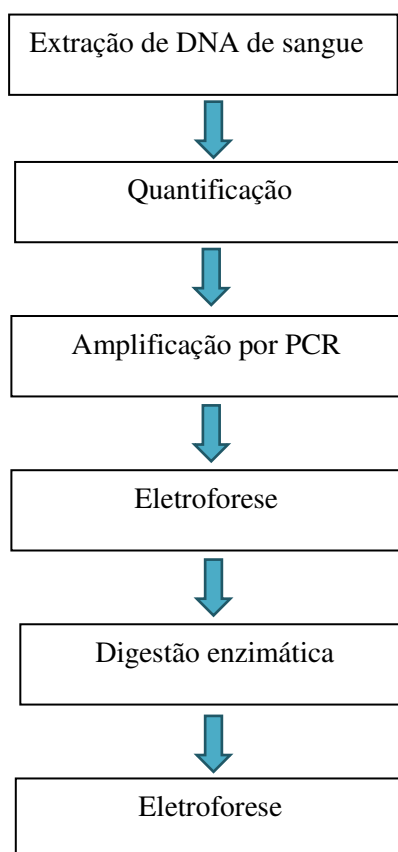 Extração de DNA de sangue
Quantificação
Amplificação por PCR
Eletroforese
Digestão enzimática
Eletroforese